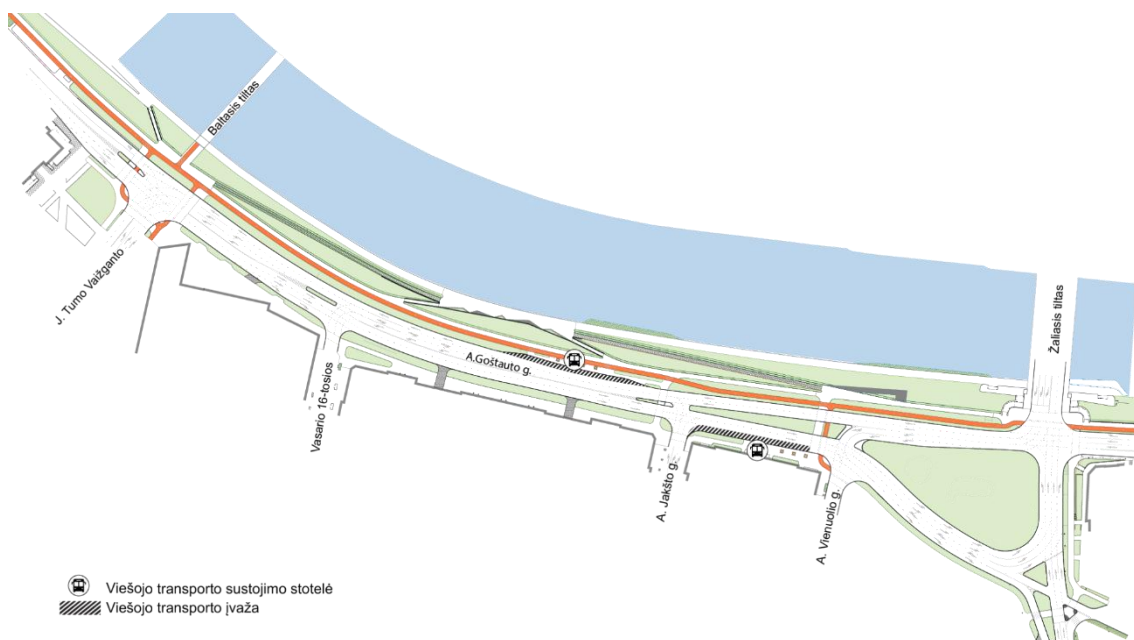 Baltasis tiltas
J. Tumo Vaižganto
Vasario 16-tosios
A.Goštauto g.
A. Jakšto g.
A. Vienuolio g.
Žaliasis tiltas
Viešojo transporto sustojimo stotelė
Viešojo transporto įvaža